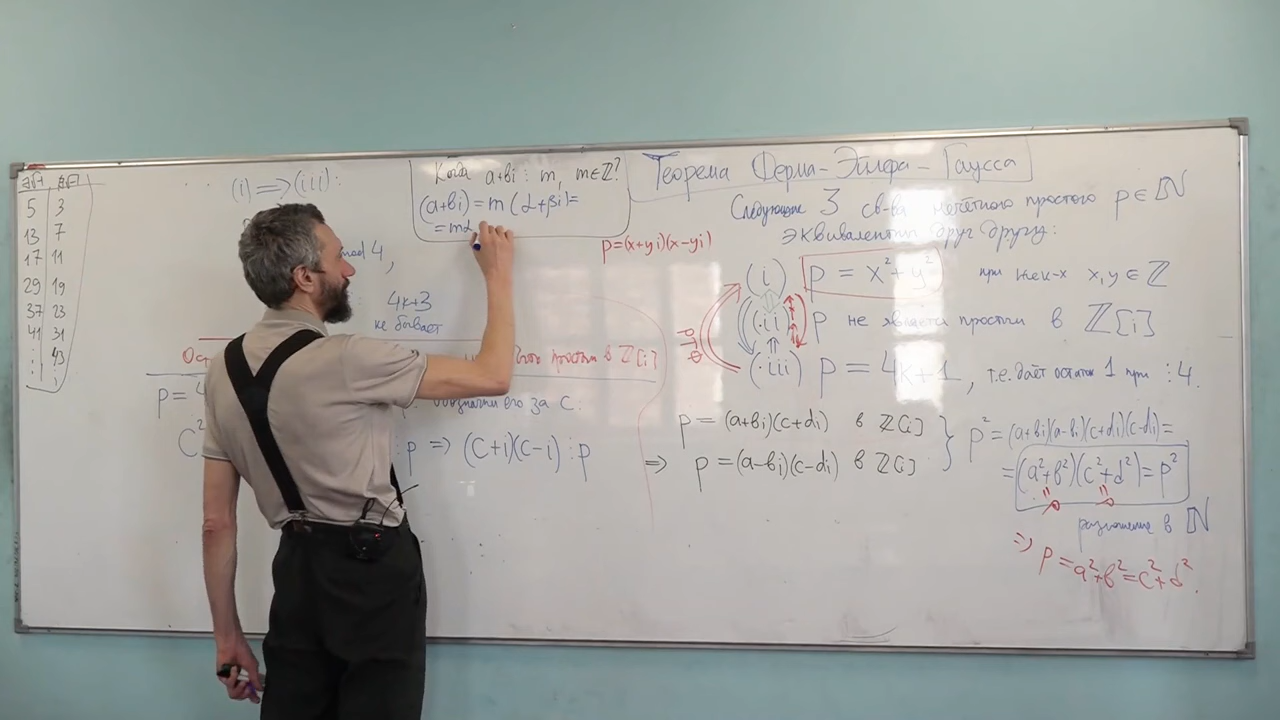 5 3
13 7
17 11
29 19
37 23
41 31
43
(i) => (iii):
mod 4,
4k+3
не бывает
Когда a+bi ⋮ m, m∈ℤ?
(a+bi) = m(α+βi) =
= mα
p=(x+yi)(x-yi)
простым в ℤ[i]
его за C.
⋮p => (C+i)(C-i) ⋮ p
Теорема Ферма-Эйлера-Гаусса
Следующие 3 св-ва нечётного простого p∈ℕ
эквивалентны друг другу:
(i) p = x²+y² при нек-х x,y∈ℤ
(ii) p не является простым в ℤ[i]
(iii) p = 4k+1, т.е. даёт остаток 1 при :4.
p = (a+bi)(c+di) в ℤ[i]
=> p = (a-bi)(c-di) в ℤ[i]
p² = (a+bi)(a-bi)(c+di)(c-di) =
= (a²+b²)(c²+d²) = p²
p p
разложение в ℕ
=> p = a²+b² = c²+d².